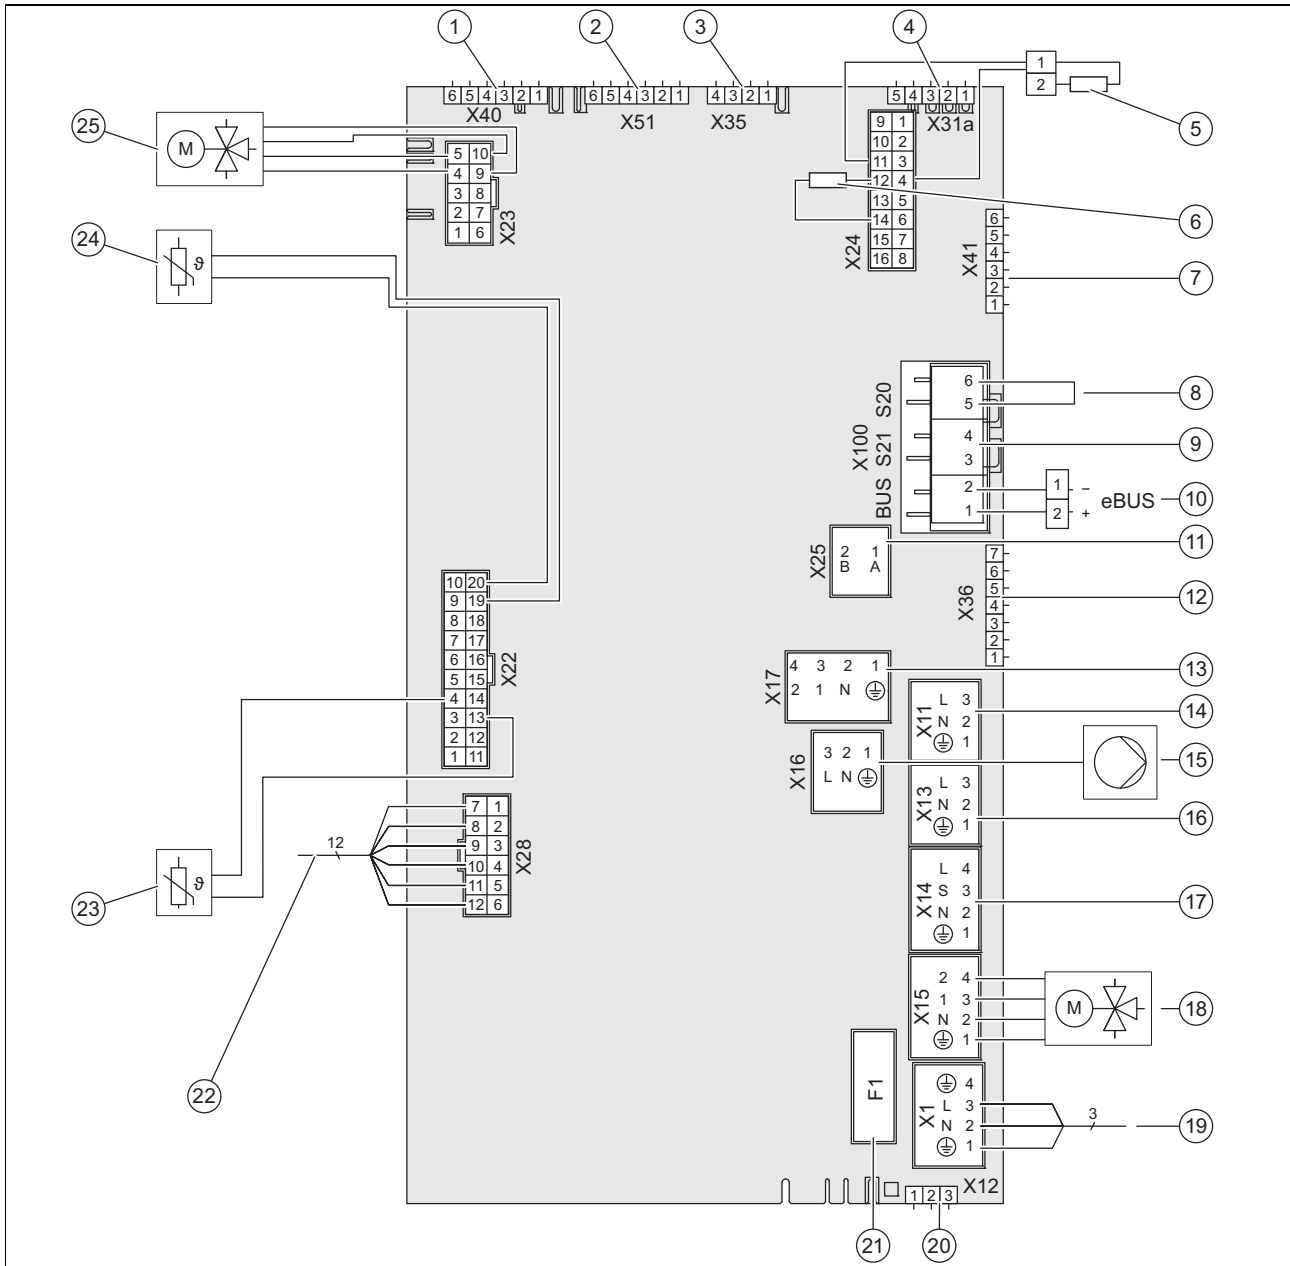 1 2 3 4
1
2
5
6 5 4 3 2 1
X40
6 5 4 3 2 1
X51
4 3 2 1
X35
5 4 3 2 1
X31a
25
M
5 10
4 9
3 8
2 7
1 6
X23
9 1
10 2
11 3
12 4
13 5
14 6
15 7
16 8
X24
6
24
ϑ
6
5
4
3
2
1
X41
7
X100
S20
S21
BUS
6
5
4
3
2
1
8
9
1 −
2 +
eBUS
10
X25
2 1
B A
11
7
6
5
4
3
2
1
X36
12
10 20
9 19
8 18
7 17
6 16
5 15
4 14
3 13
2 12
1 11
X22
X17
4 3 2 1
2 1 N
13
X11
L 3
N 2
1
14
X16
3 2 1
L N
15
X13
L 3
N 2
1
16
7 1
8 2
9 3
10 4
11 5
12 6
X28
12
23
ϑ
X14
L 4
S 3
N 2
1
17
X15
2 4
1 3
N 2
1
M
18
22
F1
X1
4
L 3
N 2
1
3
19
1 2 3
X12
21
20